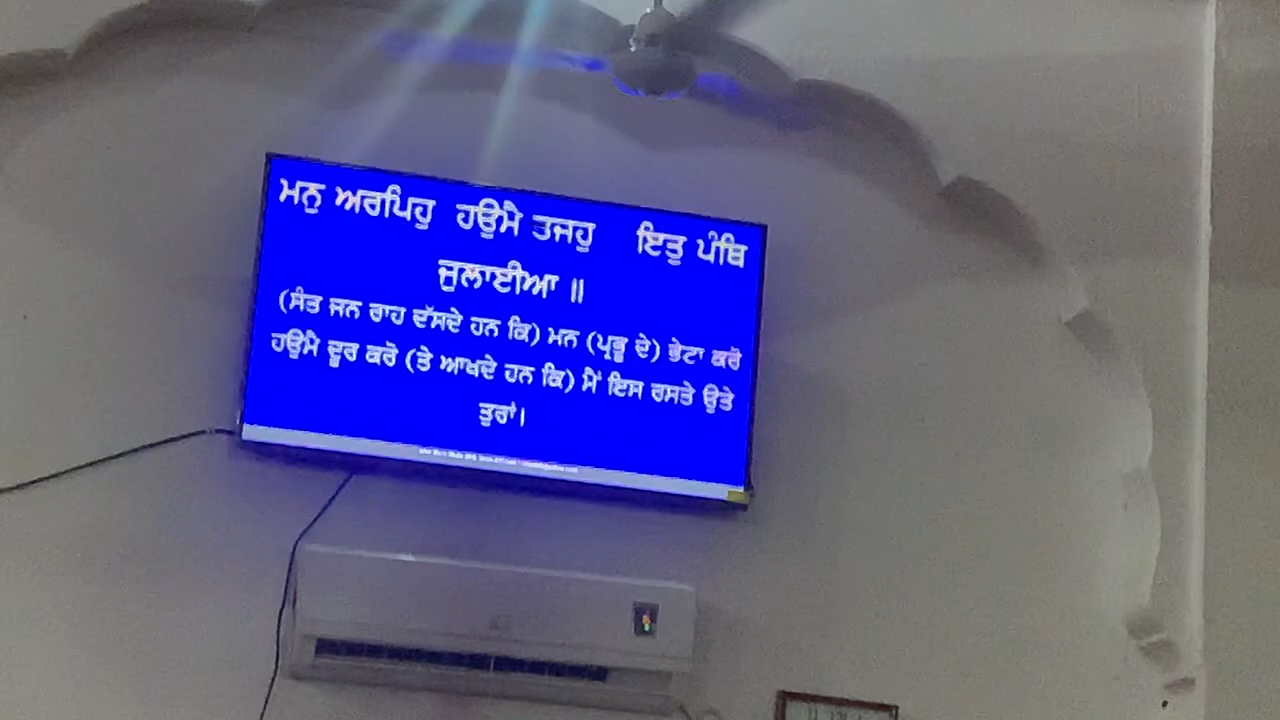 ਮਨੁ ਅਰਪਿਹੁ ਹਉਮੈ ਤਜਹੁ ਇਤੁ ਪੰਥਿ
ਜੁਲਾਈਆ ॥
(ਸੰਤ ਜਨ ਰਾਹ ਦੱਸਦੇ ਹਨ ਕਿ) ਮਨ (ਪ੍ਰਭੂ ਦੇ) ਭੇਟਾ ਕਰੋ
ਹਉਮੈ ਦੂਰ ਕਰੋ (ਤੇ ਆਖਦੇ ਹਨ ਕਿ) ਮੈਂ ਇਸ ਰਸਤੇ ਉਤੇ
ਤੁਰਾਂ।